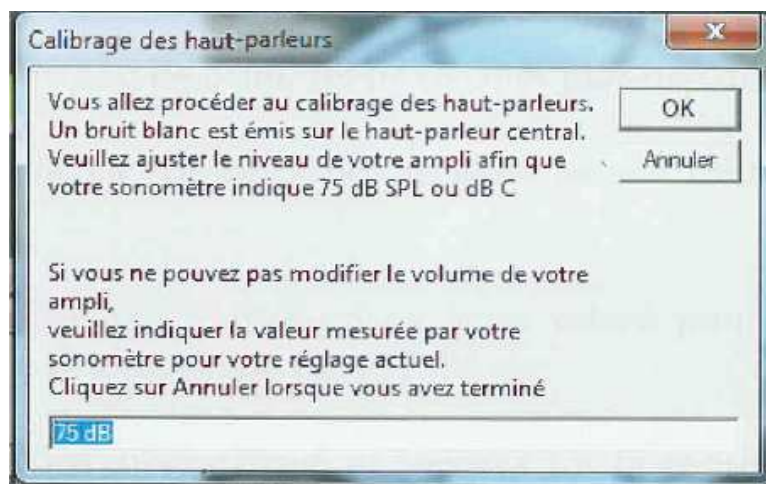 Calibrage des haut-parleurs
Vous allez procéder au calibrage des haut-parleurs.
Un bruit blanc est émis sur le haut-parleur central.
Veuillez ajuster le niveau de votre ampli afin que
votre sonomètre indique 75 dB SPL ou dB C
OK
Annuler
Si vous ne pouvez pas modifier le volume de votre
ampli,
veuillez indiquer la valeur mesurée par votre
sonomètre pour votre réglage actuel.
Cliquez sur Annuler lorsque vous avez terminé
75 dB